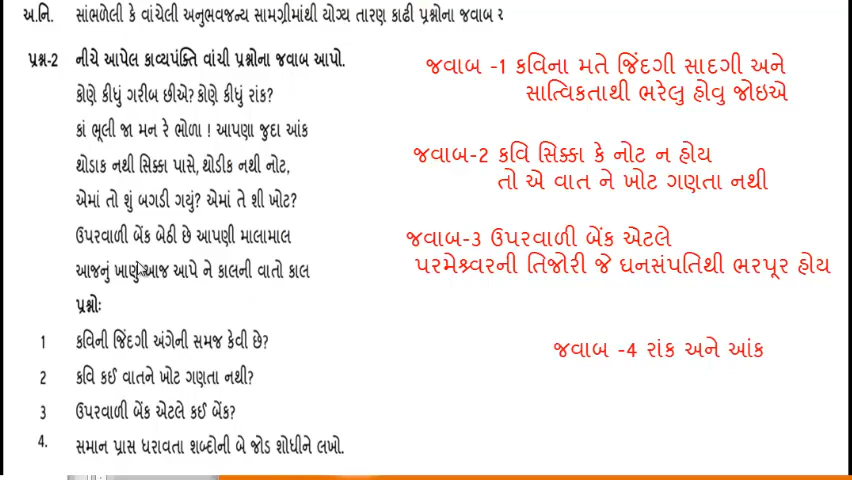 અ.નિ. સાંભળેલી કે વાંચેલી અનુભવજન્ય સામગ્રીમાંથી યોગ્ય તારણ કાઢી પ્રશ્નોના જવાબ
પ્રશ્ન-2 નીચે આપેલ કાવ્યપંક્તિ વાંચી પ્રશ્નોના જવાબ આપો.
કોણે કીધું ગરીબ છીએ? કોણે કીધું રાંક?
કાં ભૂલી જા મન રે ભોળા ! આપણા જુદા આંક
થોડાક નથી સિક્કા પાસે, થોડીક નથી નોટ,
એમાં તો શું બગડી ગયું? એમાં તે શી ખોટ?
ઉપરવાળી બેંક બેઠી છે આપણી માલામાલ
આજનું ખાણું આજ આપે ને કાલની વાતો કાલ
પ્રશ્નોઃ
1 કવિની જિંદગી અંગેની સમજ કેવી છે?
2 કવિ કઈ વાતને ખોટ ગણતા નથી?
3 ઉપરવાળી બેંક એટલે કઈ બેંક?
4. સમાન પ્રાસ ધરાવતા શબ્દોની બે જોડ શોધીને લખો.
જવાબ -1 કવિના મતે જિંદગી સાદગી અને
સાત્વિકતાથી ભરેલુ હોવુ જોઇએ
જવાબ-2 કવિ સિક્કા કે નોટ ન હોય
તો એ વાત ને ખોટ ગણતા નથી
જવાબ-3 ઉપરવાળી બેંક એટલે
પરમેશ્વરની તિજોરી જે ધનસંપતિથી ભરપૂર હોય
જવાબ -4 રાંક અને આંક